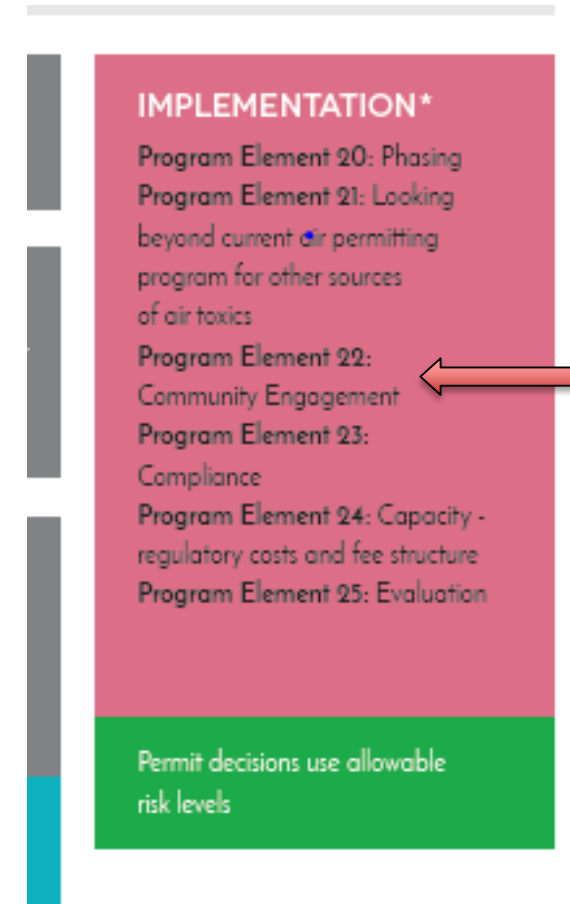 IMPLEMENTATION*
Program Element 20: Phasing
Program Element 21: Looking
beyond current air permitting
program for other sources
of air toxics
Program Element 22:
Community Engagement
Program Element 23:
Compliance
Program Element 24: Capacity -
regulatory costs and fee structure
Program Element 25: Evaluation
Permit decisions use allowable
risk levels